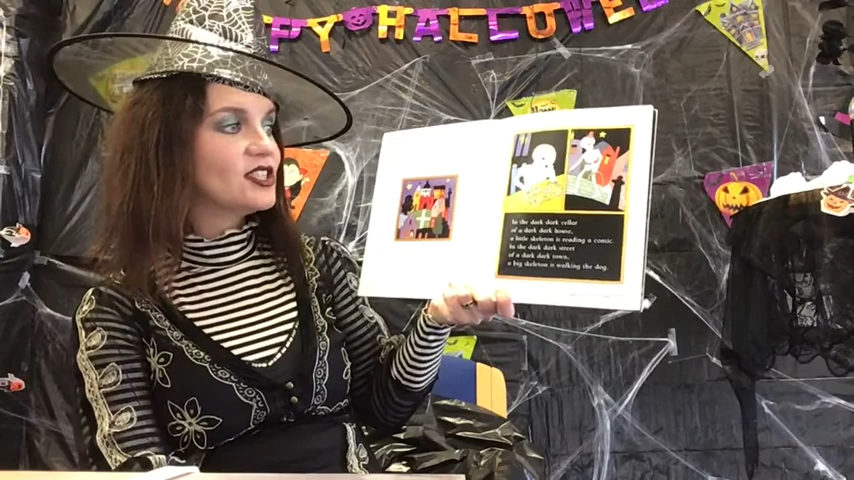 PY HALLOWEE
In the dark dark cellar
of a dark dark house,
a little skeleton is reading a comic.
In the dark dark street
of a dark dark town,
a big skeleton is walking the dog.